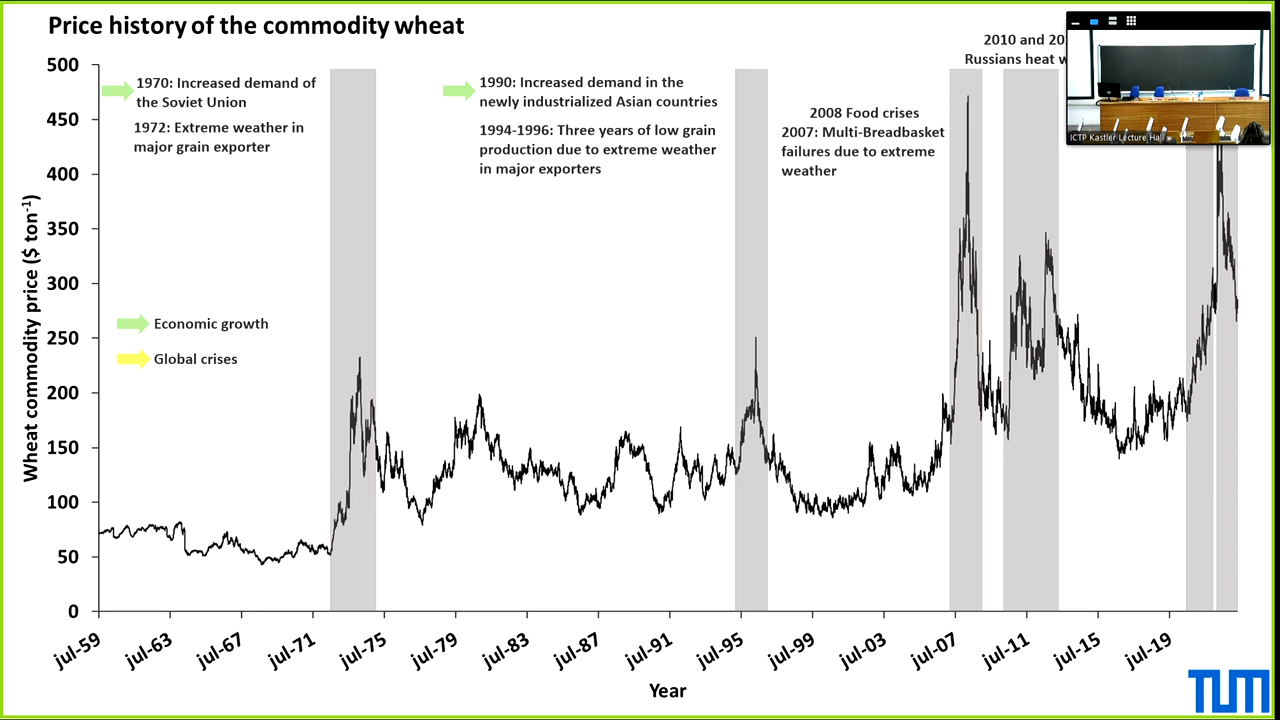 Price history of the commodity wheat
2010 and
Russians heat
500
450
400
350
300
250
200
150
100
50
0
Wheat commodity price ($ ton-1)
1970: Increased demand of
the Soviet Union
1972: Extreme weather in
major grain exporter
1990: Increased demand in the
newly industrialized Asian countries
1994-1996: Three years of low grain
production due to extreme weather
in major exporters
2008 Food crises
2007: Multi-Breadbasket
failures due to extreme
weather
ICTP Kastler Lecture
Economic growth
Global crises
jul-59
jul-63
jul-67
jul-71
jul-75
jul-79
jul-83
jul-87
jul-91
jul-95
jul-99
jul-03
jul-07
jul-11
jul-15
jul-19
Year
TUM